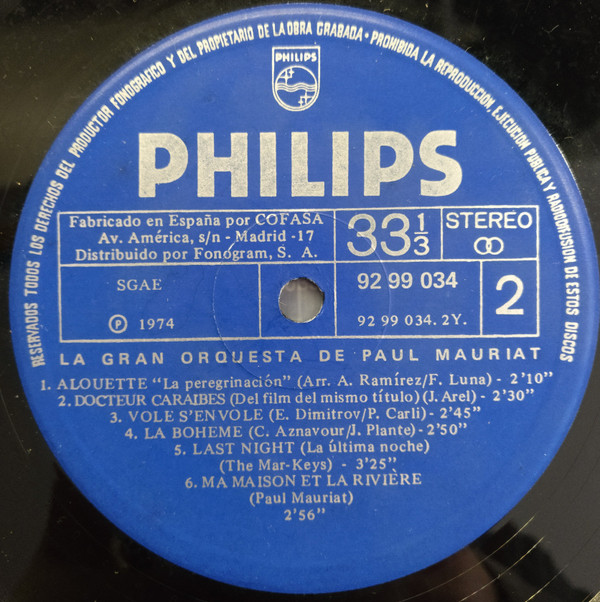 RESERVADOS TODOS LOS DERECHOS DEL PRODUCTOR FONOGRAFICO Y DEL PROPIETARIO DE LA OBRA GRABADA • PROHIBIDA LA REPRODUCCION, EJECUCION PUBLICA Y RADIODIFUSION DE ESTOS DISCOS
PHILIPS
PHILIPS
Fabricado en España por COFASA
Av. América, s/n - Madrid -17
Distribuido por Fonogram, S. A.
33 1/3
STEREO
SGAE
℗ 1974
92 99 034
92 99 034. 2Y.
2
LA GRAN ORQUESTA DE PAUL MAURIAT
1. ALOUETTE "La peregrinación" (Arr. A. Ramírez/F. Luna) - 2'10"
2. DOCTEUR CARAIBES (Del film del mismo título) (J. Arel) - 2'30"
3. VOLE S'ENVOLE (E. Dimitrov/P. Carli) - 2'45"
4. LA BOHEME (C. Aznavour/J. Plante) - 2'50"
5. LAST NIGHT (La última noche)
(The Mar-Keys) - 3'25"
6. MA MAISON ET LA RIVIÈRE
(Paul Mauriat)
2'56"